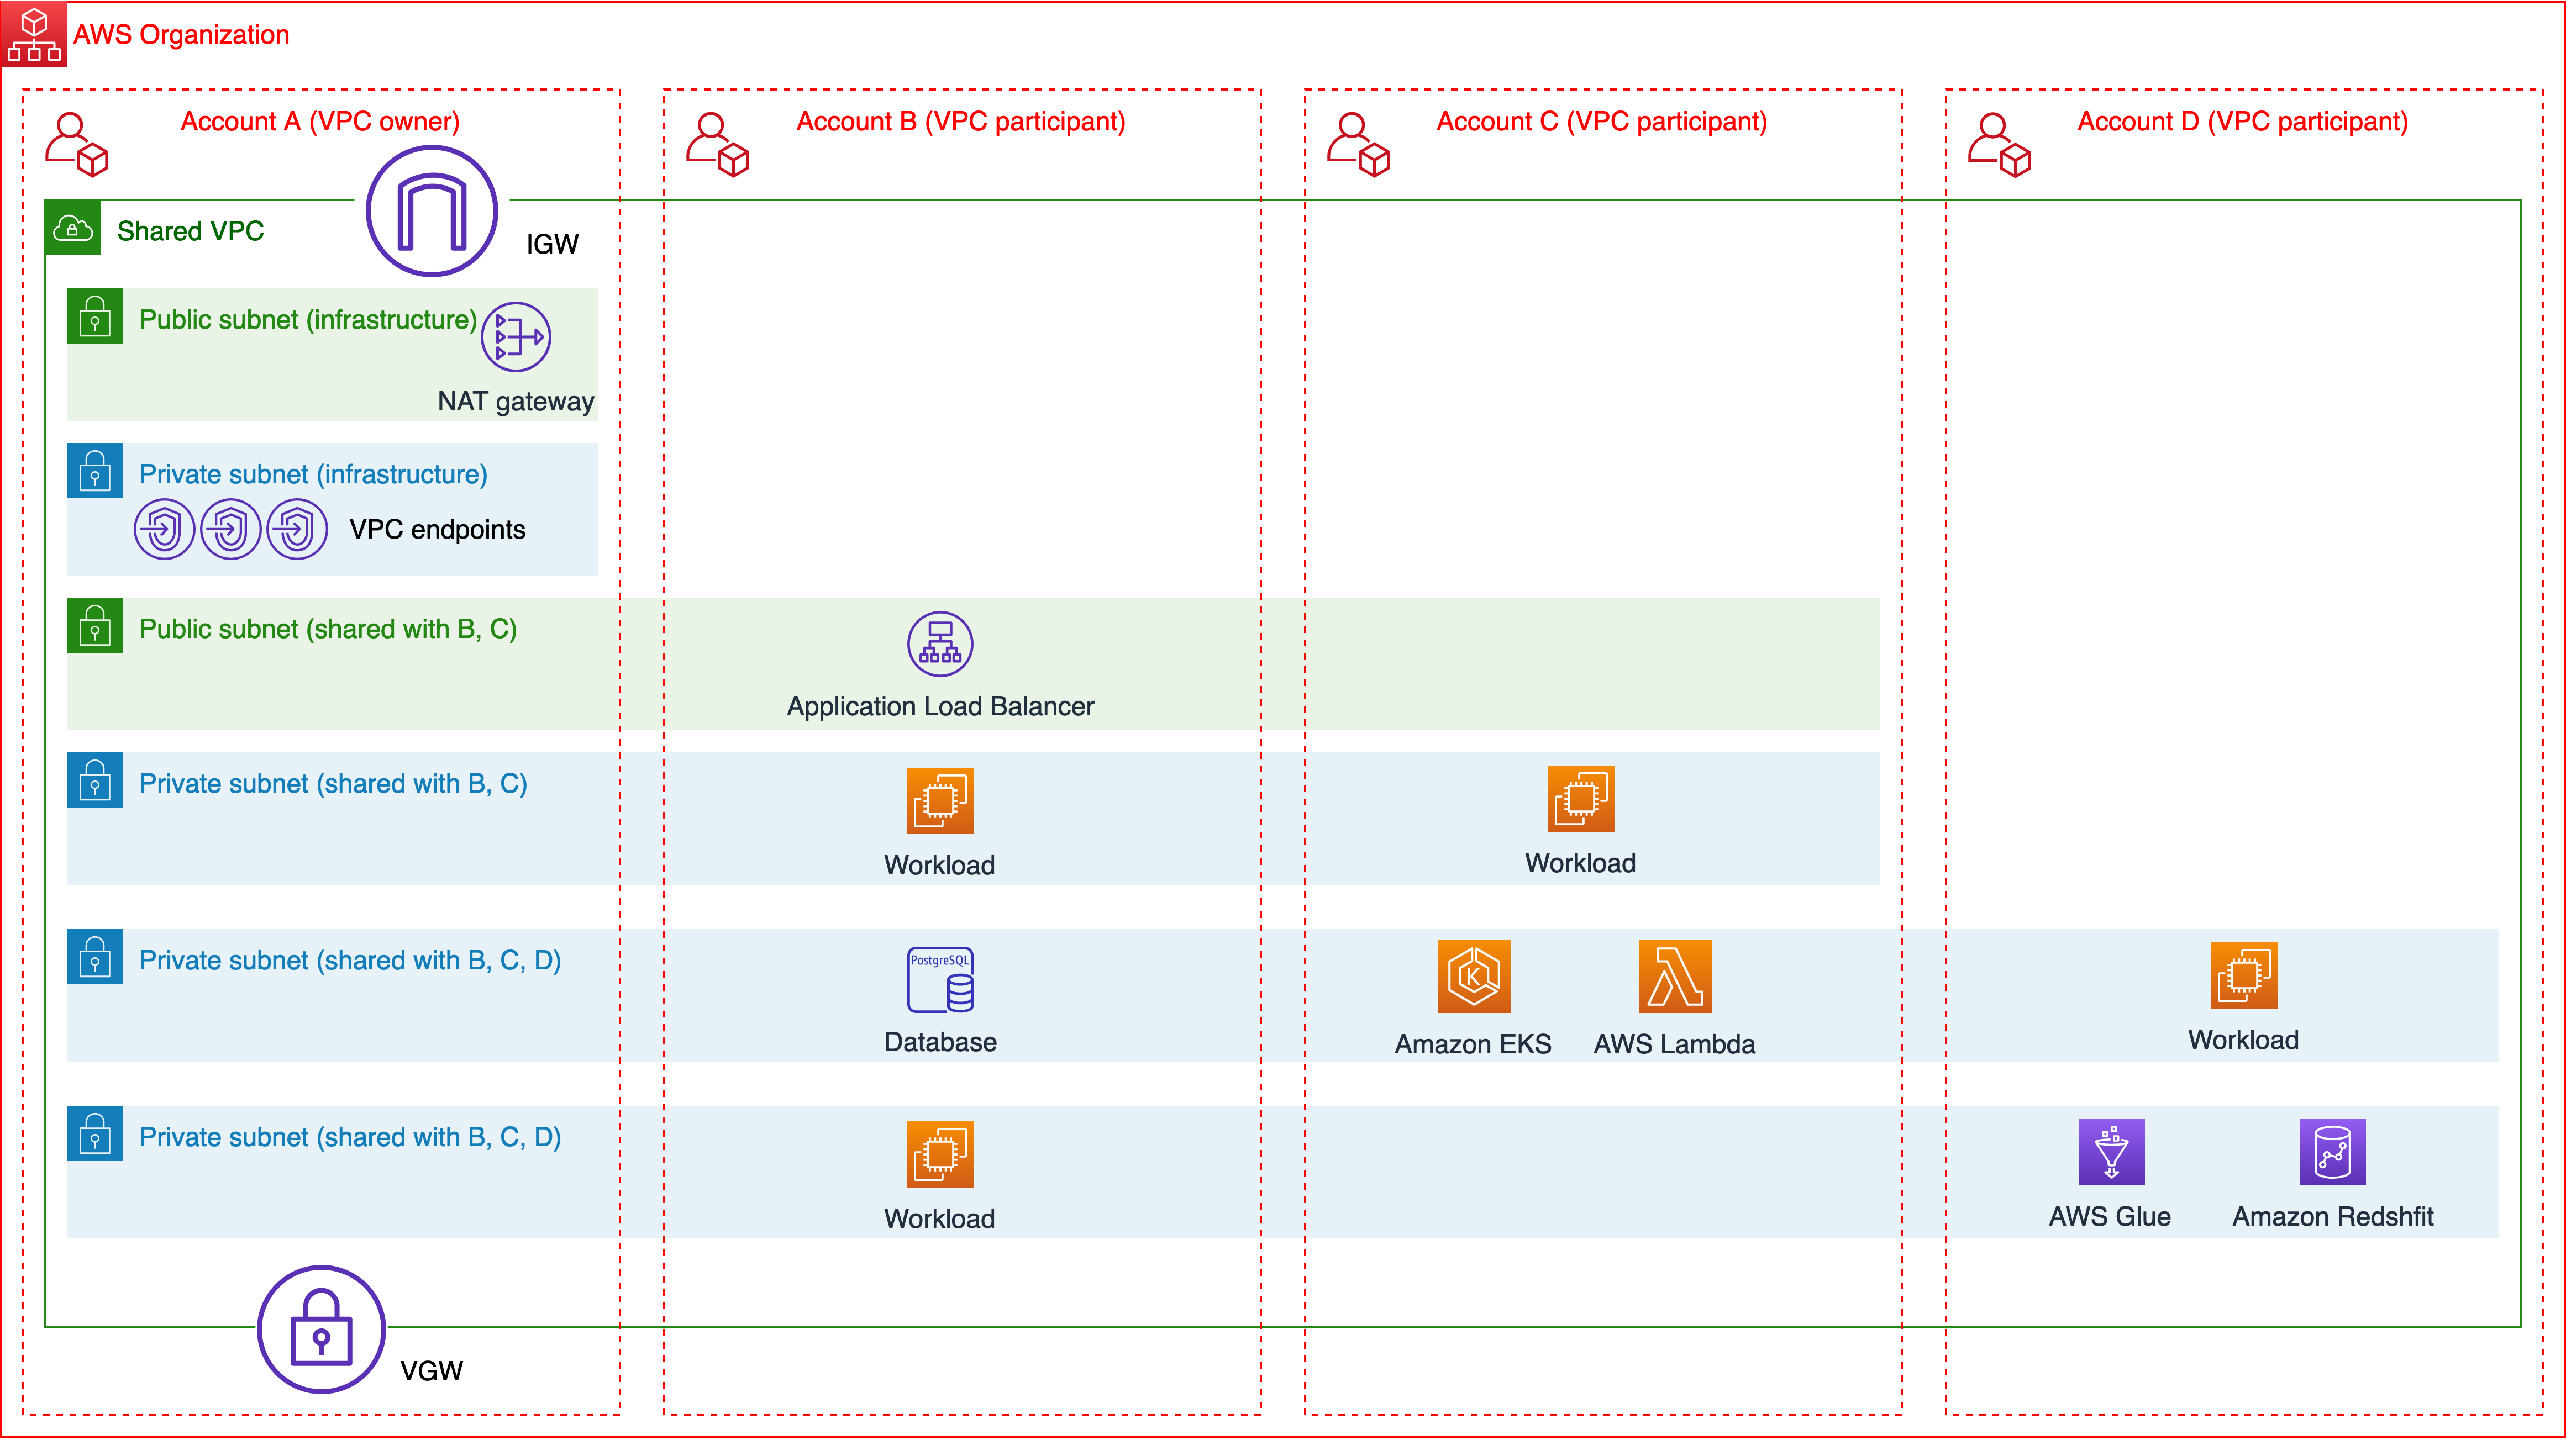 AWS Organization
Account A (VPC owner)
Account B (VPC participant)
Account C (VPC participant)
Account D (VPC participant)
Shared VPC
IGW
Public subnet (infrastructure)
NAT gateway
Private subnet (infrastructure)
VPC endpoints
Public subnet (shared with B, C)
Application Load Balancer
Private subnet (shared with B, C)
Workload
Workload
Private subnet (shared with B, C, D)
PostgreSQL
Database
K
Amazon EKS
AWS Lambda
Workload
Private subnet (shared with B, C, D)
Workload
AWS Glue
Amazon Redshfit
VGW